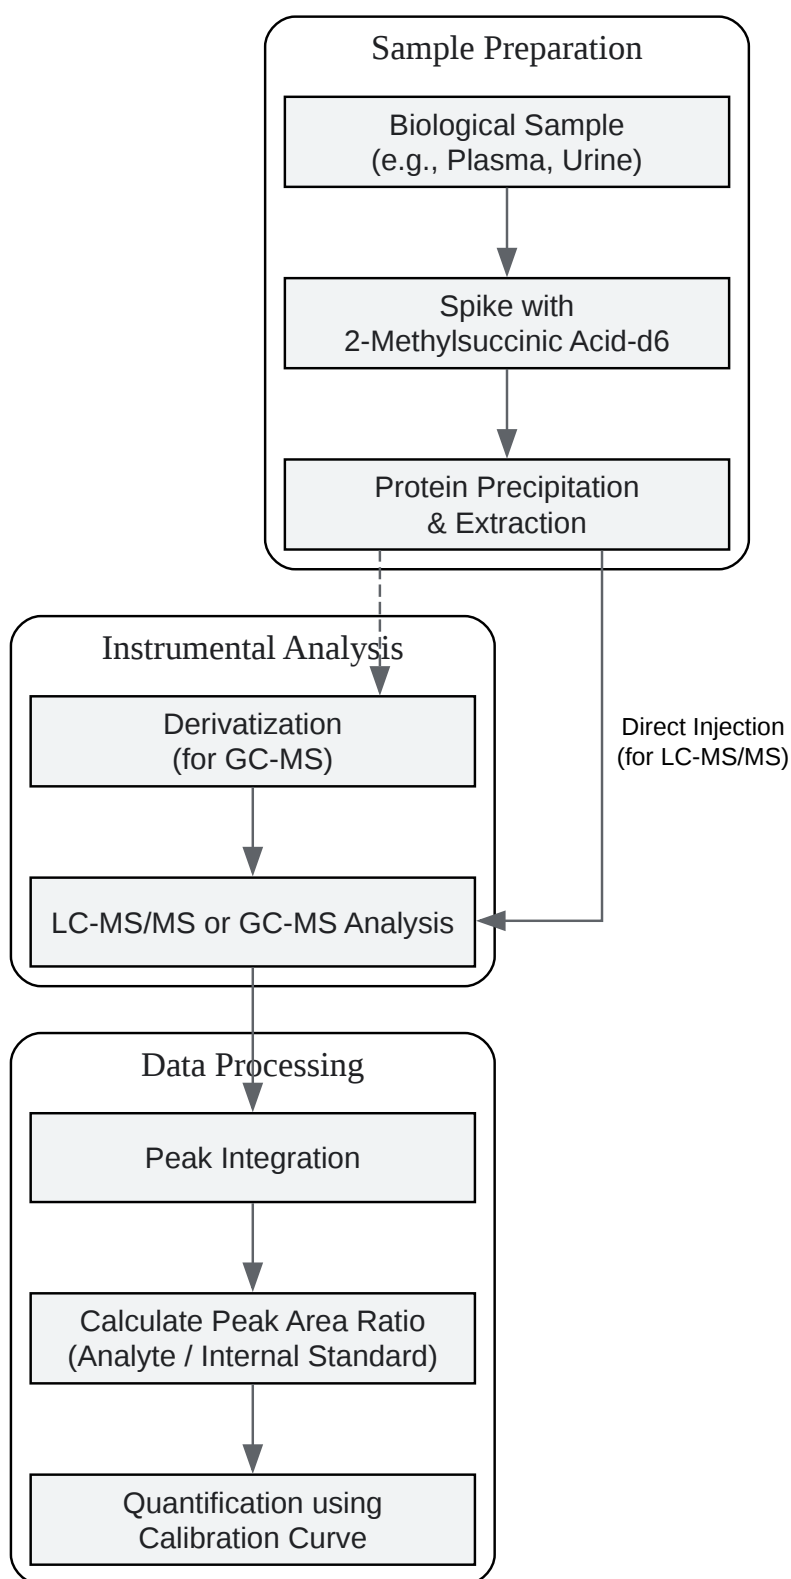 Sample Preparation
Biological Sample
(e.g., Plasma, Urine)
Spike with
2-Methylsuccinic Acid-d6
Protein Precipitation
& Extraction
Instrumental Analysis
Derivatization
(for GC-MS)
Direct Injection
(for LC-MS/MS)
LC-MS/MS or GC-MS Analysis
Data Processing
Peak Integration
Calculate Peak Area Ratio
(Analyte / Internal Standard)
Quantification using
Calibration Curve